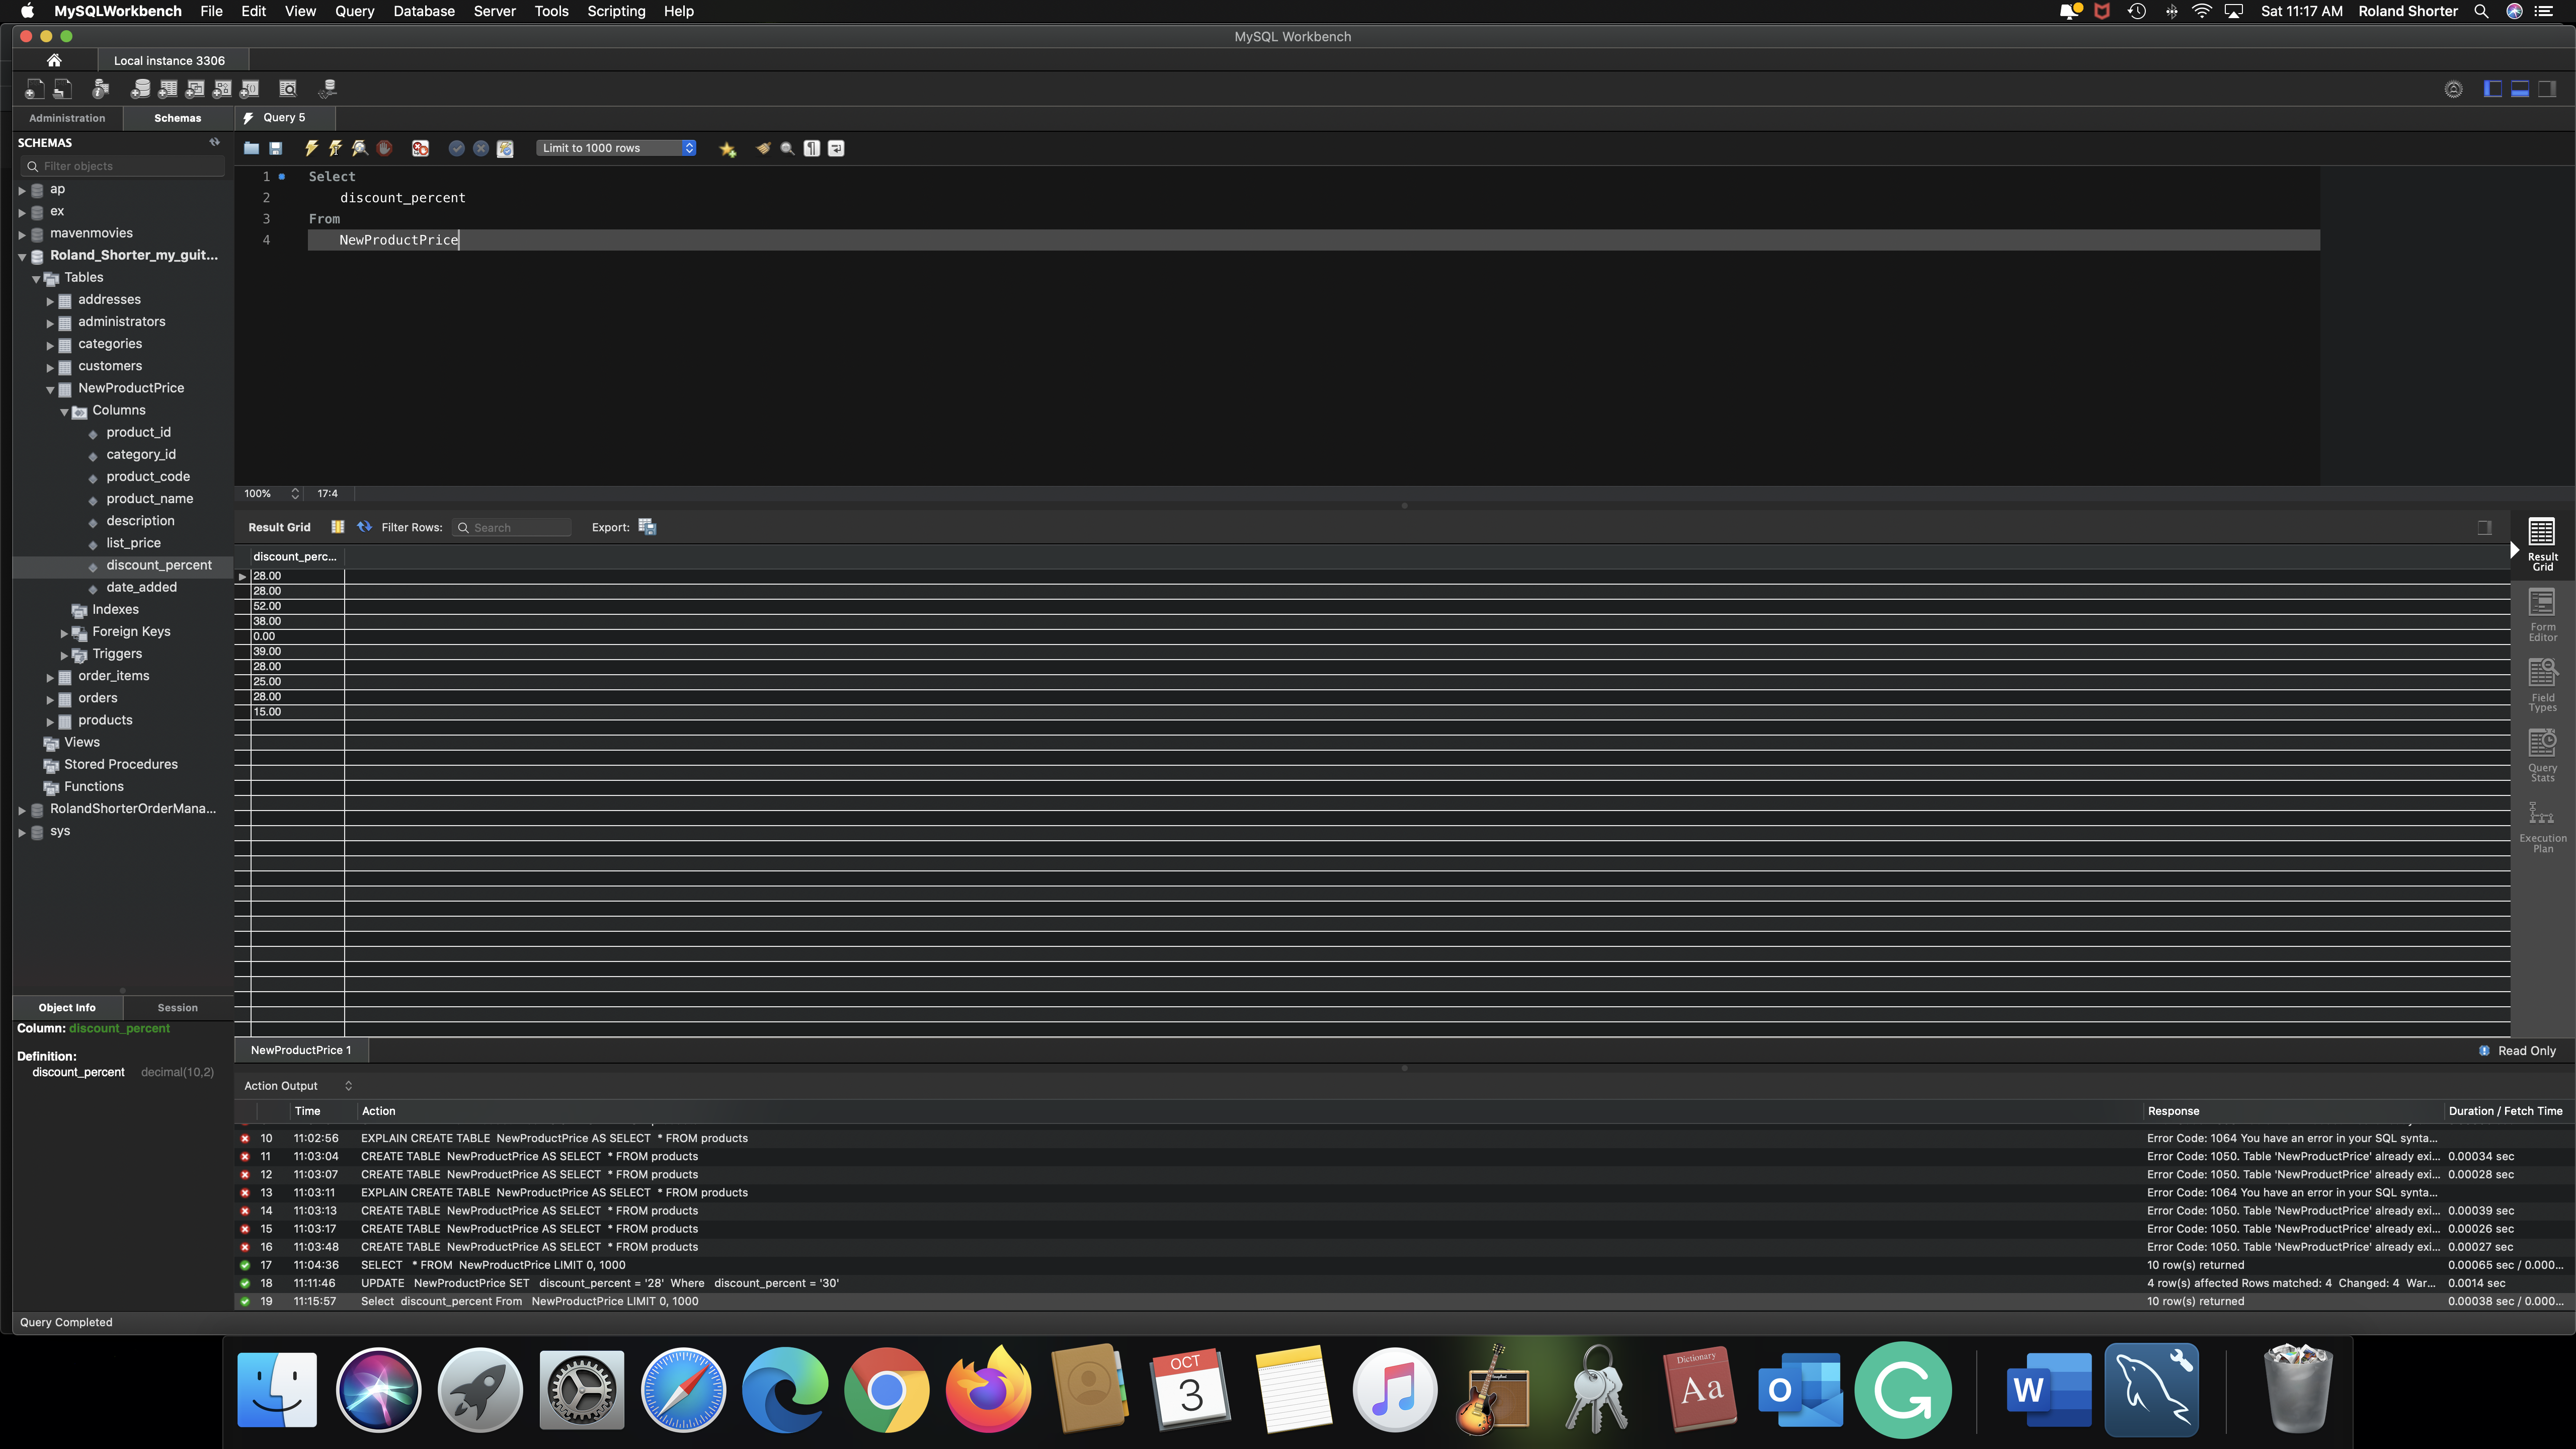 MySQLWorkbench File Edit View Query Database Server Tools Scripting Help Sat 11:17 AM Roland Shorter
MySQL Workbench
Local instance 3306
Administration Schemas Query 5
SCHEMAS
Filter objects
Limit to 1000 rows
ap
ex
mavenmovies
Roland_Shorter_my_guit...
Tables
addresses
administrators
categories
customers
NewProductPrice
Columns
product_id
category_id
product_code
product_name
description
list_price
discount_percent
date_added
Indexes
Foreign Keys
Triggers
order_items
orders
products
Views
Stored Procedures
Functions
RolandShorterOrderMana...
sys
1 Select
2 discount_percent
3 From
4 NewProductPrice
100% 17:4
Result Grid Filter Rows: Search Export:
discount_perc...
28.00
28.00
52.00
38.00
0.00
39.00
28.00
25.00
28.00
15.00
Result
Grid
Form
Editor
Field
Types
Query
Stats
Execution
Plan
Object Info Session
Column: discount_percent
Definition:
discount_percent decimal(10,2)
NewProductPrice 1 Read Only
Action Output
Time Action Response Duration / Fetch Time
10 11:02:56 EXPLAIN CREATE TABLE NewProductPrice AS SELECT * FROM products Error Code: 1064 You have an error in your SQL synta...
11 11:03:04 CREATE TABLE NewProductPrice AS SELECT * FROM products Error Code: 1050. Table 'NewProductPrice' already exi... 0.00034 sec
12 11:03:07 CREATE TABLE NewProductPrice AS SELECT * FROM products Error Code: 1050. Table 'NewProductPrice' already exi... 0.00028 sec
13 11:03:11 EXPLAIN CREATE TABLE NewProductPrice AS SELECT * FROM products Error Code: 1064 You have an error in your SQL synta...
14 11:03:13 CREATE TABLE NewProductPrice AS SELECT * FROM products Error Code: 1050. Table 'NewProductPrice' already exi... 0.00039 sec
15 11:03:17 CREATE TABLE NewProductPrice AS SELECT * FROM products Error Code: 1050. Table 'NewProductPrice' already exi... 0.00026 sec
16 11:03:48 CREATE TABLE NewProductPrice AS SELECT * FROM products Error Code: 1050. Table 'NewProductPrice' already exi... 0.00027 sec
17 11:04:36 SELECT * FROM NewProductPrice LIMIT 0, 1000 10 row(s) returned 0.00065 sec / 0.000...
18 11:11:46 UPDATE NewProductPrice SET discount_percent = '28' Where discount_percent = '30' 4 row(s) affected Rows matched: 4 Changed: 4 War... 0.0014 sec
19 11:15:57 Select discount_percent From NewProductPrice LIMIT 0, 1000 10 row(s) returned 0.00038 sec / 0.000...
Query Completed
OCT
3
Dictionary
Aa
O
G
W